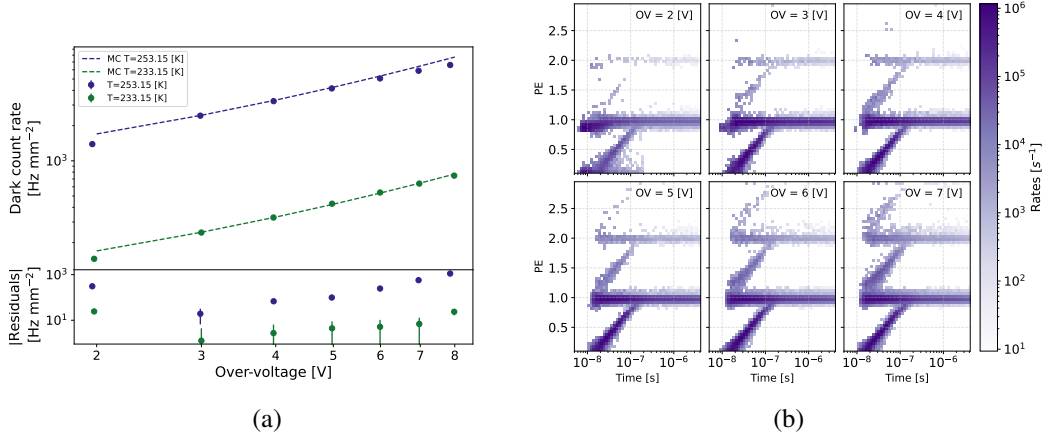 MC T=253.15 [K]
MC T=233.15 [K]
T=253.15 [K]
T=233.15 [K]
Dark count rate
[Hz mm⁻²]
10³
|Residuals|
[Hz mm⁻²]
10³
10¹
2 3 4 5 6 7 8
Over-voltage [V]
(a)
OV = 2 [V] OV = 3 [V] OV = 4 [V]
PE
2.5
2.0
1.5
1.0
0.5
OV = 5 [V] OV = 6 [V] OV = 7 [V]
PE
2.5
2.0
1.5
1.0
0.5
10⁻⁸ 10⁻⁷ 10⁻⁶ 10⁻⁸ 10⁻⁷ 10⁻⁶ 10⁻⁸ 10⁻⁷ 10⁻⁶
Time [s] Time [s] Time [s]
10⁶
10⁵
10⁴
10³
10²
10¹
Rates [s⁻¹]
(b)